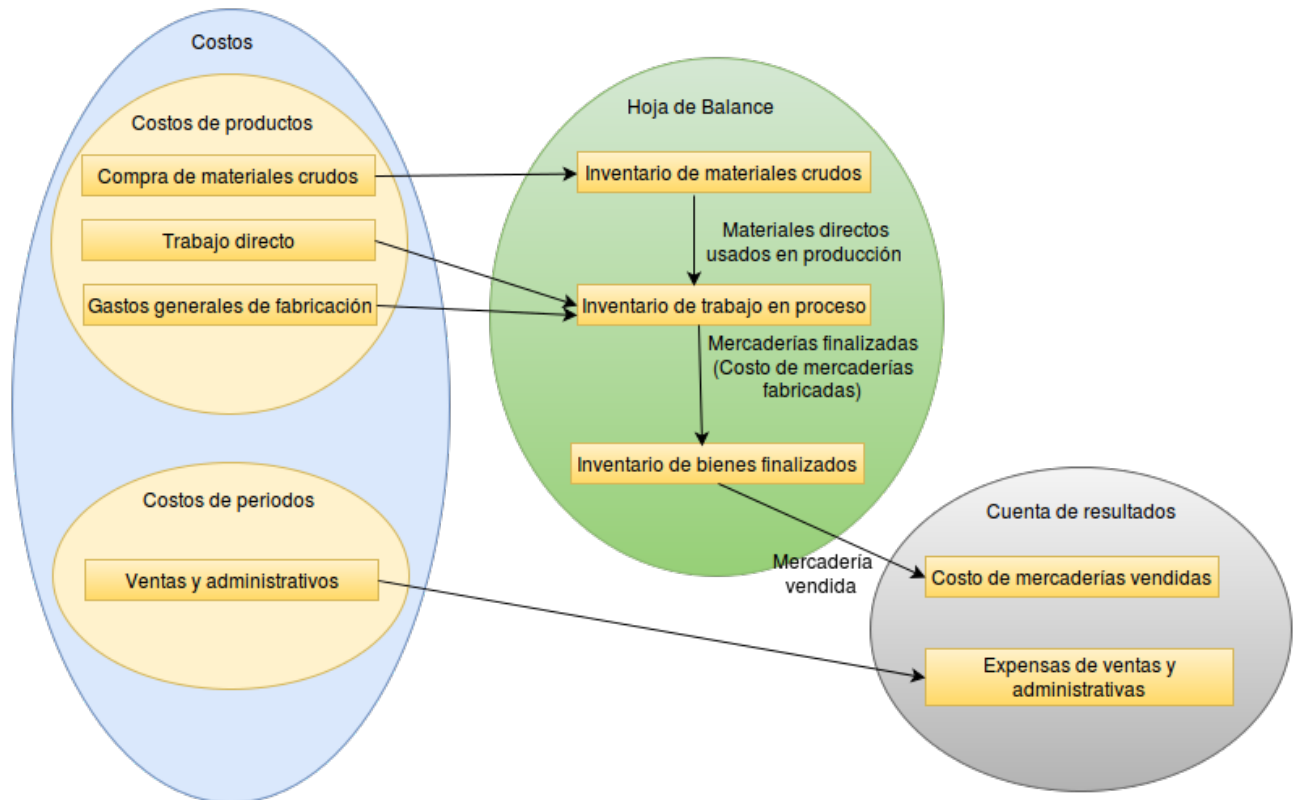 Costos
Costos de productos
Compra de materiales crudos
Trabajo directo
Gastos generales de fabricación
Costos de periodos
Ventas y administrativos
Hoja de Balance
Inventario de materiales crudos
Materiales directos
usados en producción
Inventario de trabajo en proceso
Mercaderías finalizadas
(Costo de mercaderías
fabricadas)
Inventario de bienes finalizados
Mercadería
vendida
Cuenta de resultados
Costo de mercaderías vendidas
Expensas de ventas y
administrativas